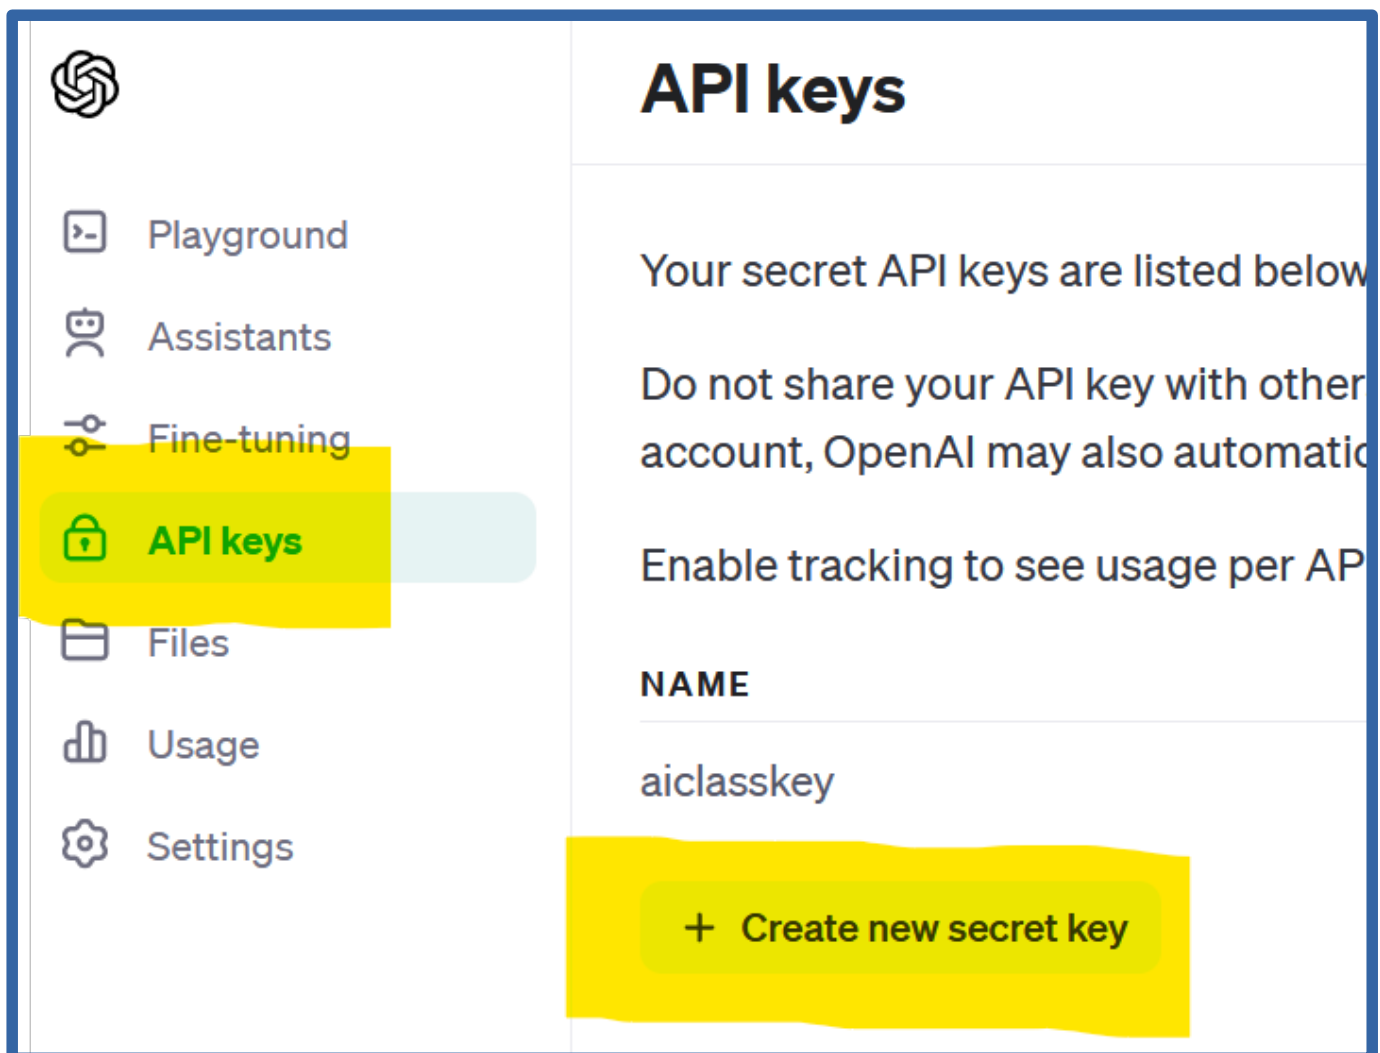 API keys
Playground
Assistants
Fine-tuning
API keys
Files
Usage
Settings
Your secret API keys are listed below
Do not share your API key with other
account, OpenAI may also automatic
Enable tracking to see usage per AP
NAME
aiclasskey
+ Create new secret key